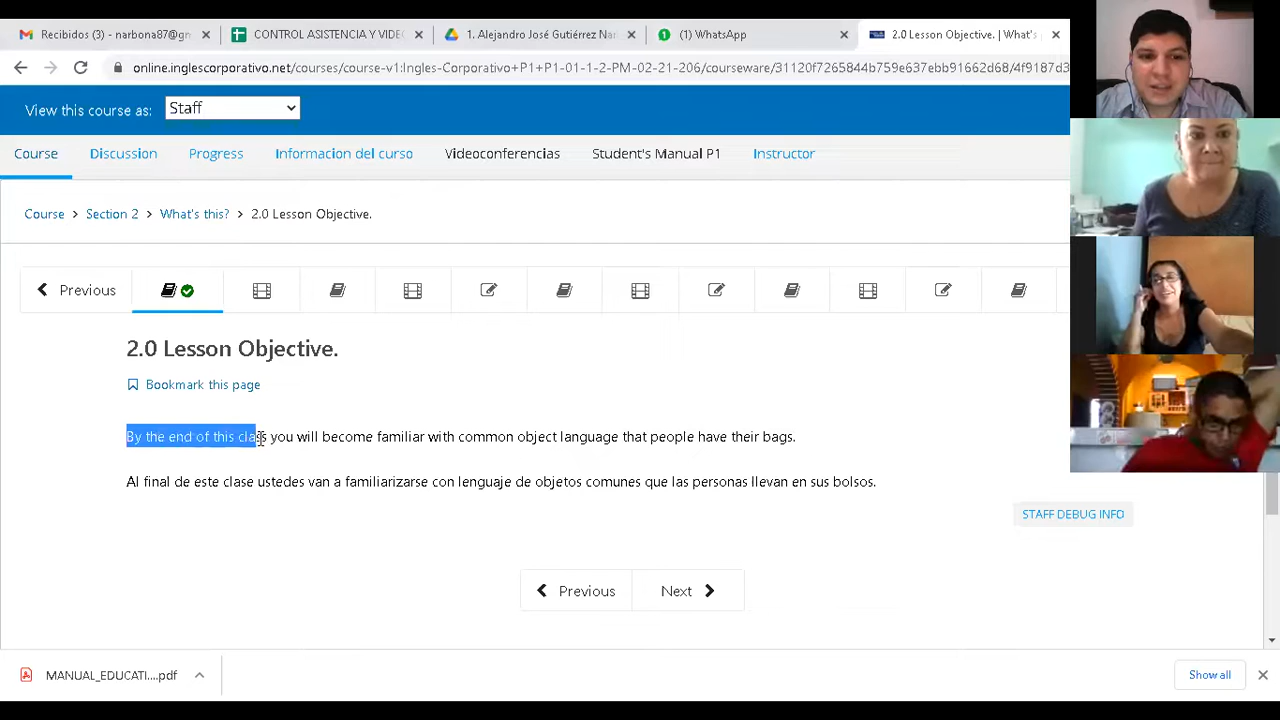 Recibidos (3) - narbona87@gn
CONTROL ASISTENCIA Y VIDEO
1. Alejandro José Gutiérrez Nar
(1) WhatsApp
2.0 Lesson Objective. | What's
online.inglescorporativo.net/courses/course-v1:Ingles-Corporativo+P1+P1-01-1-2-PM-02-21-206/courseware/31120f7265844b759e637ebb91662d68/4f9187d3
View this course as:
Staff
Course
Discussion
Progress
Informacion del curso
Videoconferencias
Student's Manual P1
Instructor
Course > Section 2 > What's this? > 2.0 Lesson Objective.
Previous
2.0 Lesson Objective.
Bookmark this page
By the end of this class you will become familiar with common object language that people have their bags.
Al final de este clase ustedes van a familiarizarse con lenguaje de objetos comunes que las personas llevan en sus bolsos.
STAFF DEBUG INFO
Previous
Next
MANUAL_EDUCATI....pdf
Show all